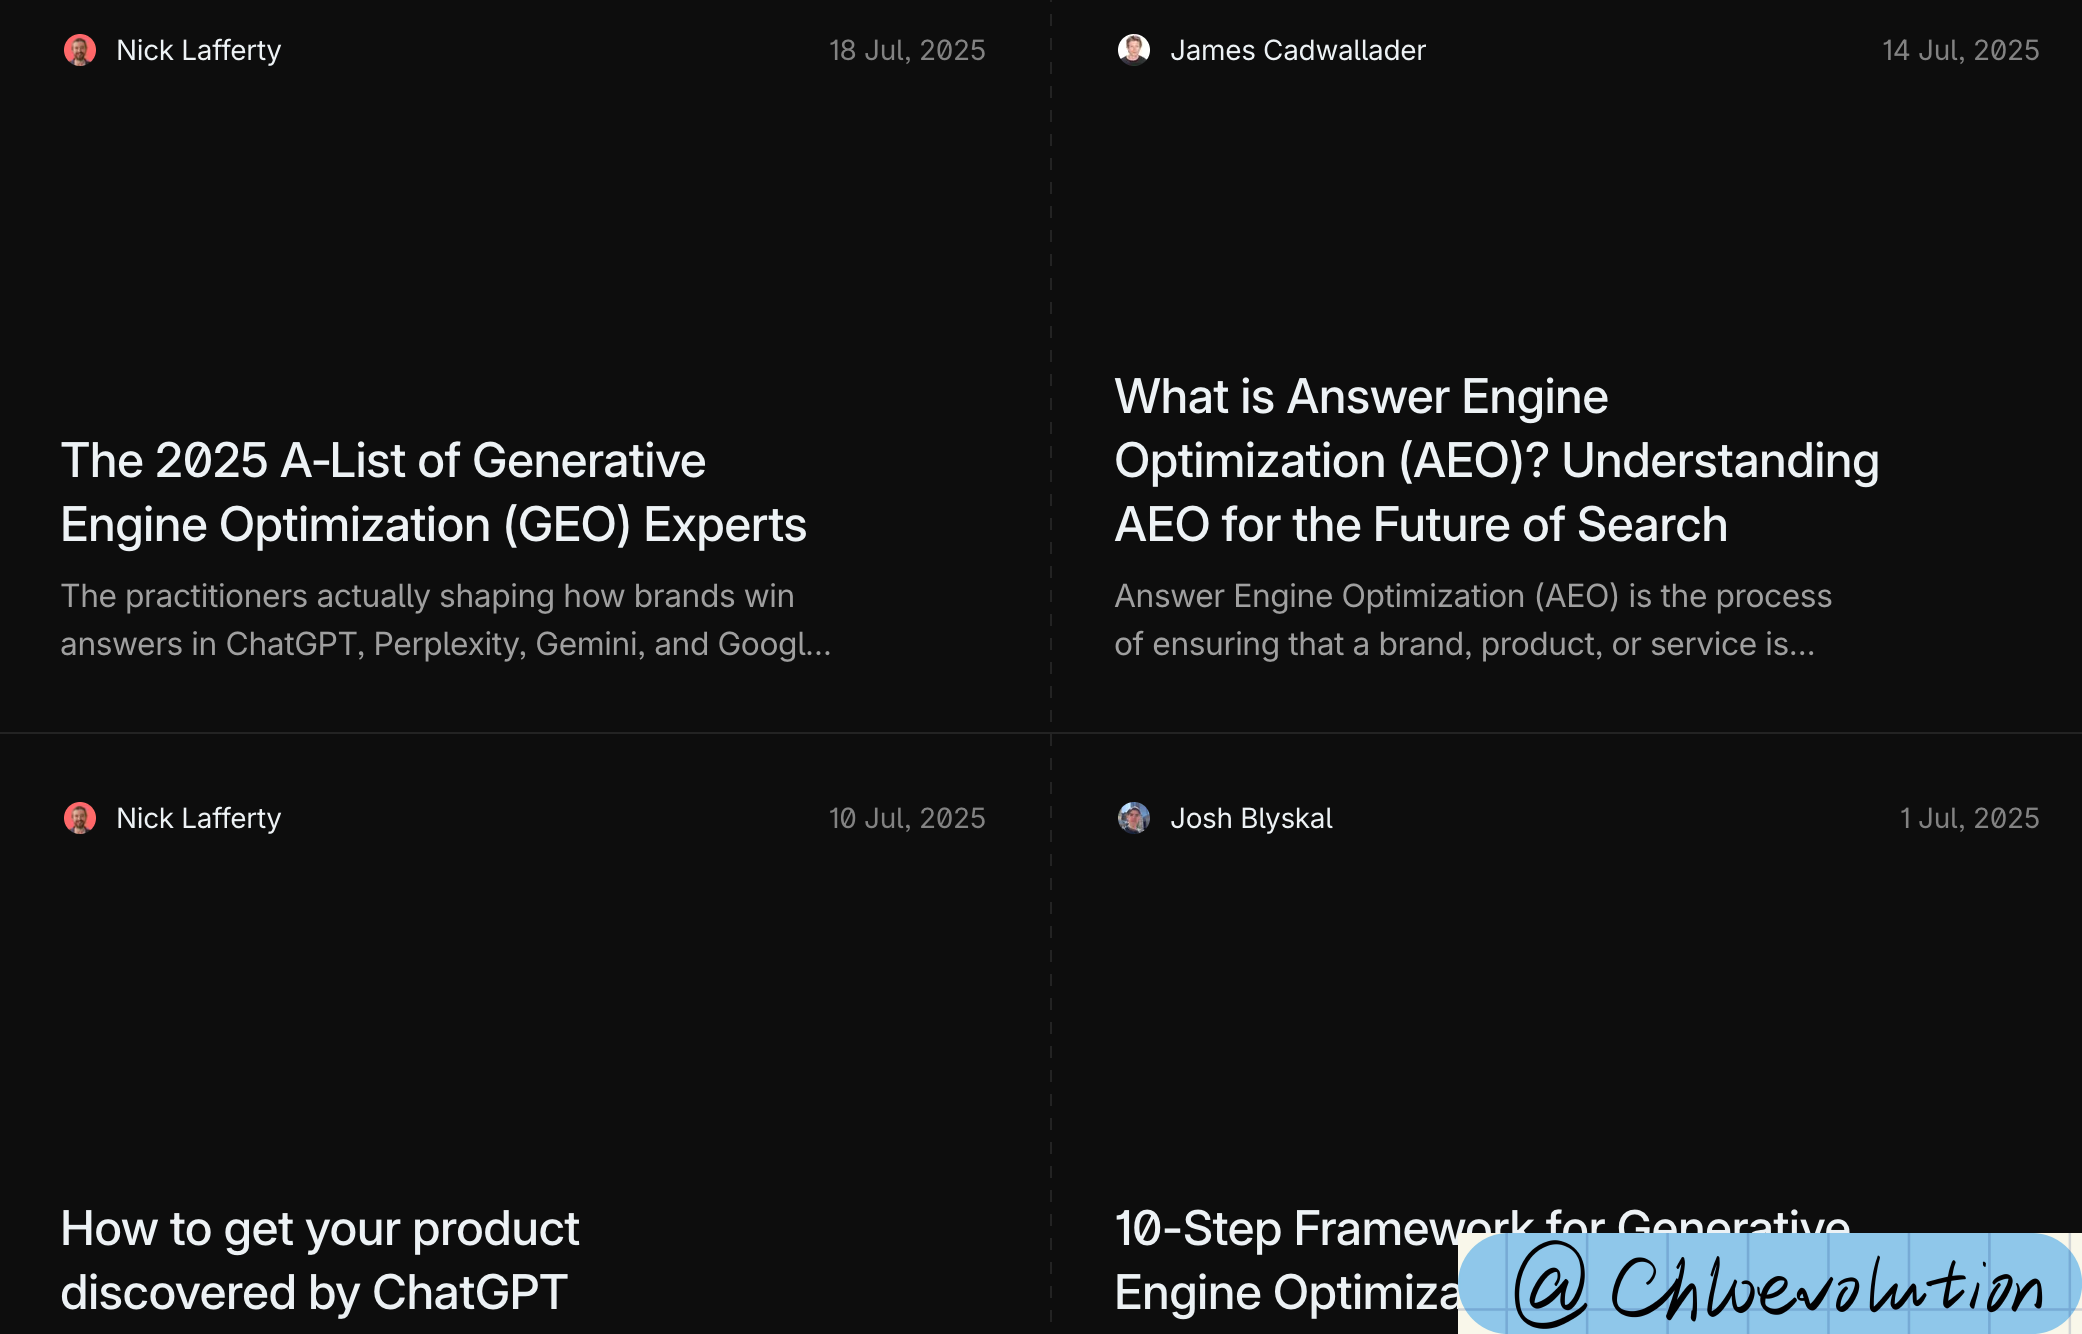 Nick Lafferty
18 Jul, 2025
The 2025 A-List of Generative
Engine Optimization (GEO) Experts
The practitioners actually shaping how brands win
answers in ChatGPT, Perplexity, Gemini, and Googl...
James Cadwallader
14 Jul, 2025
What is Answer Engine
Optimization (AEO)? Understanding
AEO for the Future of Search
Answer Engine Optimization (AEO) is the process
of ensuring that a brand, product, or service is...
Nick Lafferty
10 Jul, 2025
How to get your product
discovered by ChatGPT
Josh Blyskal
1 Jul, 2025
10-Step Framework for Generative
Engine Optimiza
@Chloevolution